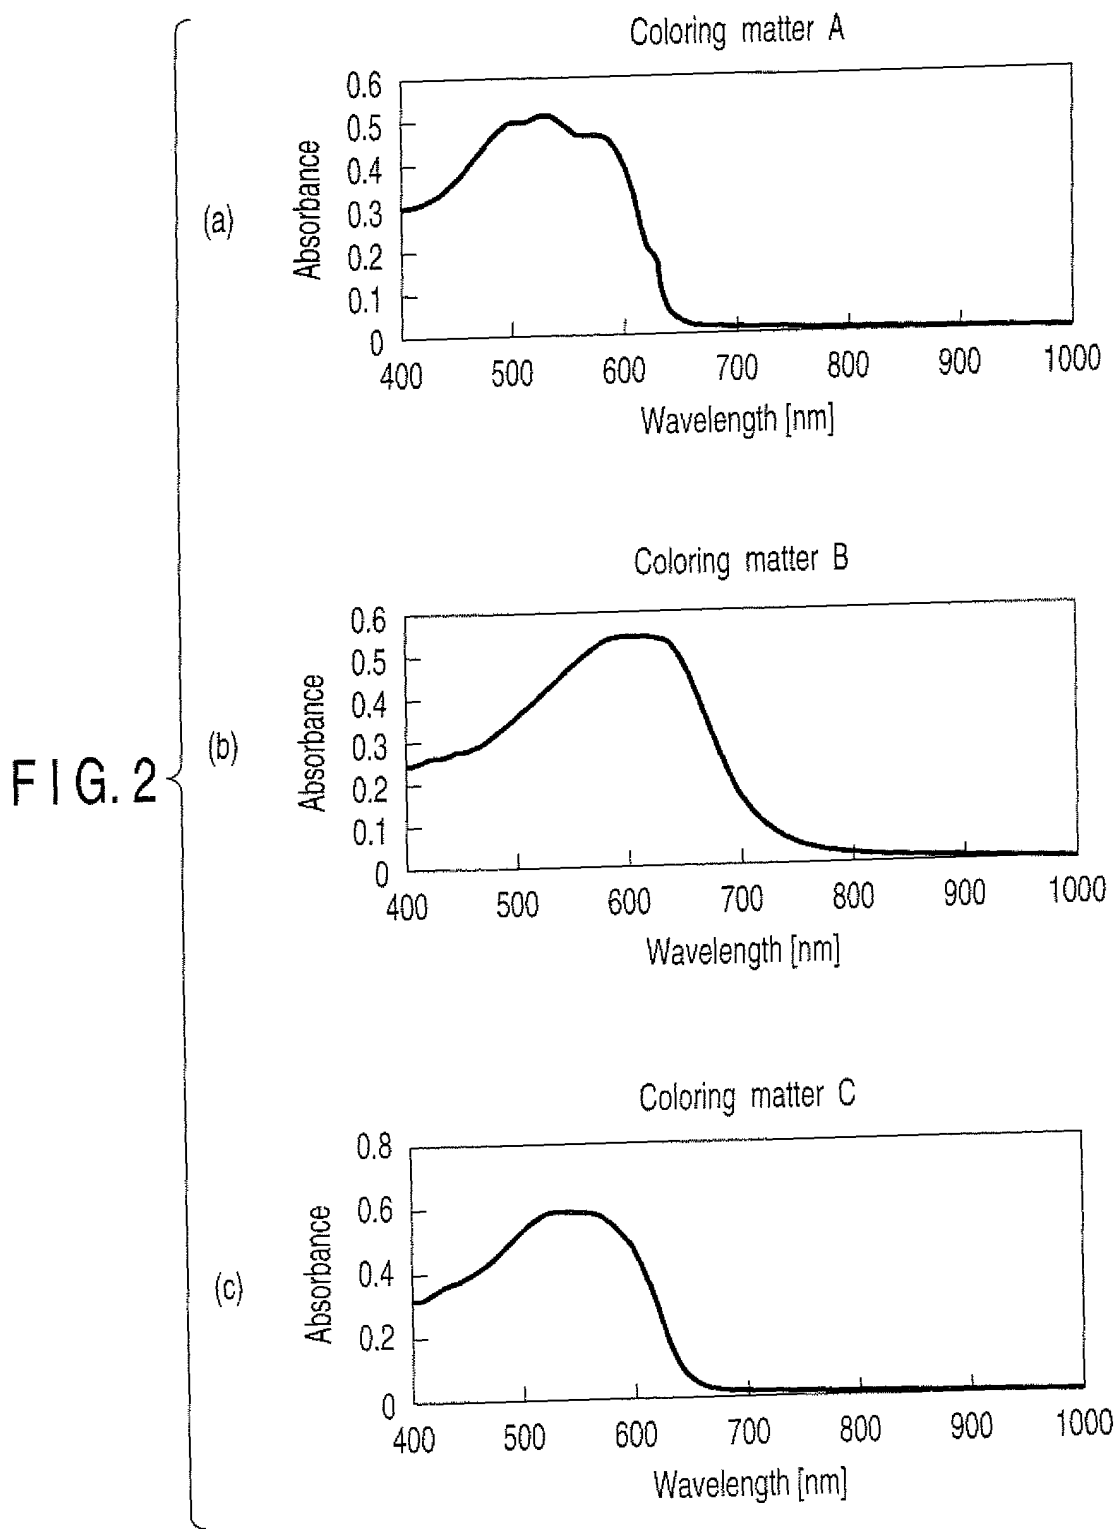 FIG. 2
(a)
Coloring matter A
Absorbance
0.6
0.5
0.4
0.3
0.2
0.1
0
400 500 600 700 800 900 1000
Wavelength [nm]
(b)
Coloring matter B
Absorbance
0.6
0.5
0.4
0.3
0.2
0.1
0
400 500 600 700 800 900 1000
Wavelength [nm]
(c)
Coloring matter C
Absorbance
0.8
0.6
0.4
0.2
0
400 500 600 700 800 900 1000
Wavelength [nm]